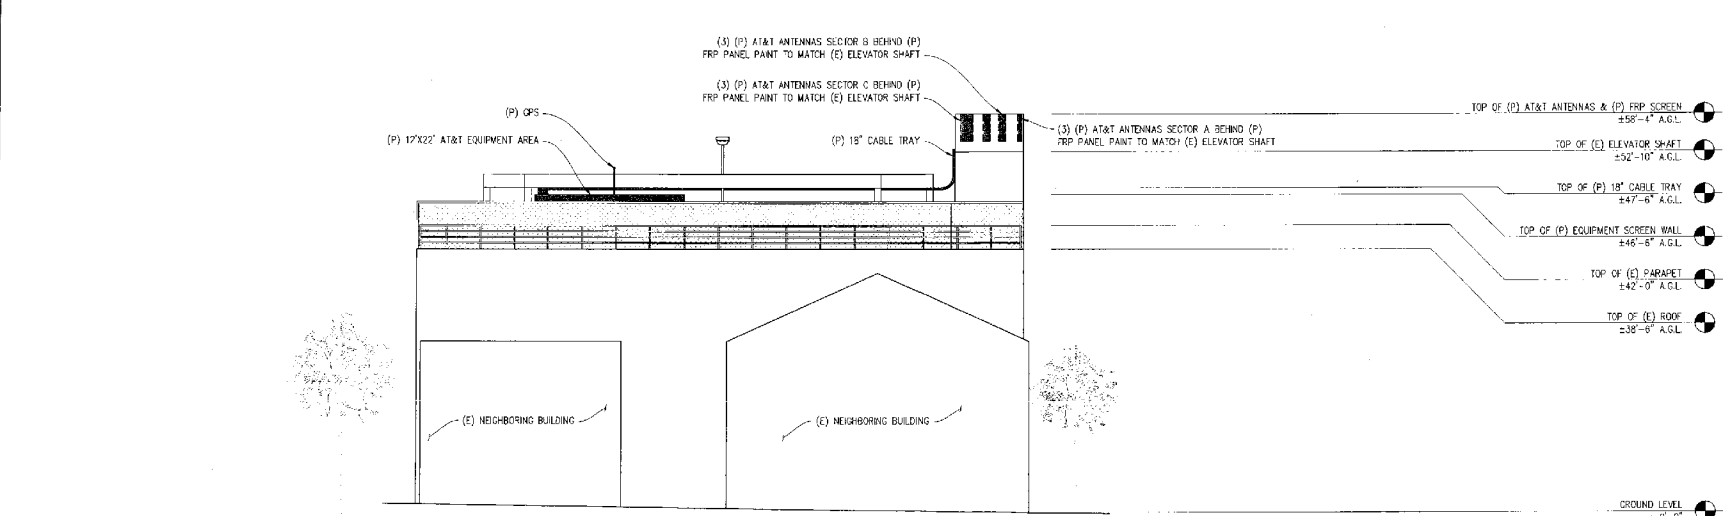 (3) (P) AT&T ANTENNAS SECTOR B BEHIND (P)
FRP PANEL PAINT TO MATCH (E) ELEVATOR SHAFT
(3) (P) AT&T ANTENNAS SECTOR C BEHIND (P)
FRP PANEL PAINT TO MATCH (E) ELEVATOR SHAFT
(P) GPS
(P) 12'X22' AT&T EQUIPMENT AREA
(P) 18" CABLE TRAY
(3) (P) AT&T ANTENNAS SECTOR A BEHIND (P)
FRP PANEL PAINT TO MATCH (E) ELEVATOR SHAFT
TOP OF (P) AT&T ANTENNAS & (P) FRP SCREEN
±58'-4" A.G.L.
TOP OF (E) ELEVATOR SHAFT
±52'-10" A.G.L.
TOP OF (P) 18" CABLE TRAY
±47'-6" A.G.L.
TOP OF (P) EQUIPMENT SCREEN WALL
±46'-6" A.G.L.
TOP OF (E) PARAPET
±42'-0" A.G.L.
TOP OF (E) ROOF
±38'-6" A.G.L.
(E) NEIGHBORING BUILDING
(E) NEIGHBORING BUILDING
GROUND LEVEL